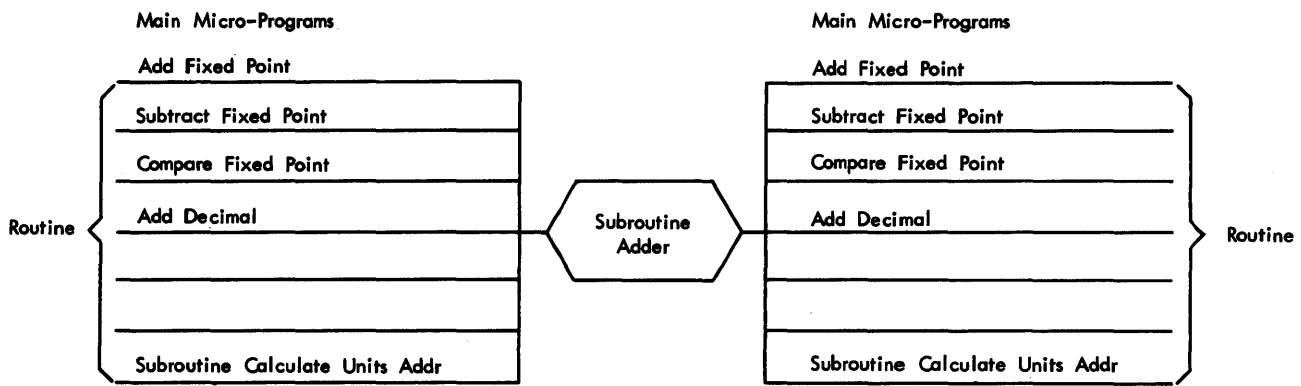 Main Micro-Programs
Add Fixed Point
Subtract Fixed Point
Compare Fixed Point
Add Decimal
Subroutine Calculate Units Addr
Routine
Subroutine
Adder
Main Micro-Programs
Add Fixed Point
Subtract Fixed Point
Compare Fixed Point
Add Decimal
Subroutine Calculate Units Addr
Routine